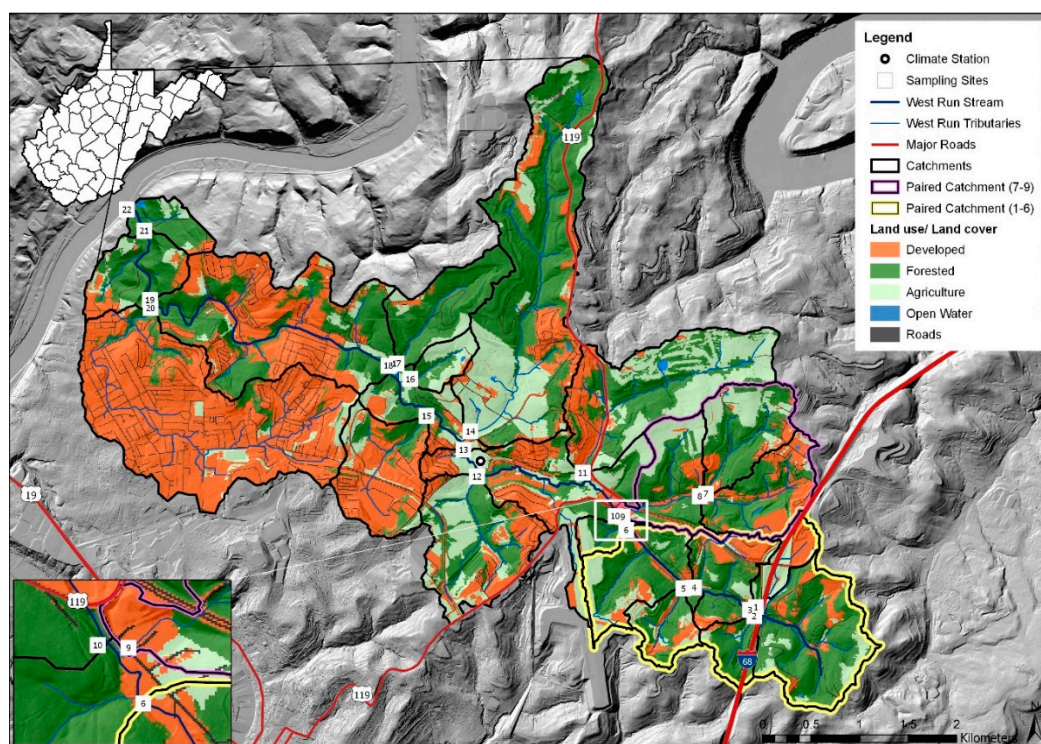 Legend
Climate Station
Sampling Sites
West Run Stream
West Run Tributaries
Major Roads
Catchments
Paired Catchment (7-9)
Paired Catchment (1-6)
Land use/ Land cover
Developed
Forested
Agriculture
Open Water
Roads
119
22
21
19
20
18
17
16
15
14
13
12
11
8
7
10
9
6
5
4
3
1
2
19
68
119
119
10
9
6
0
0.5
1
2
Kilometers
N